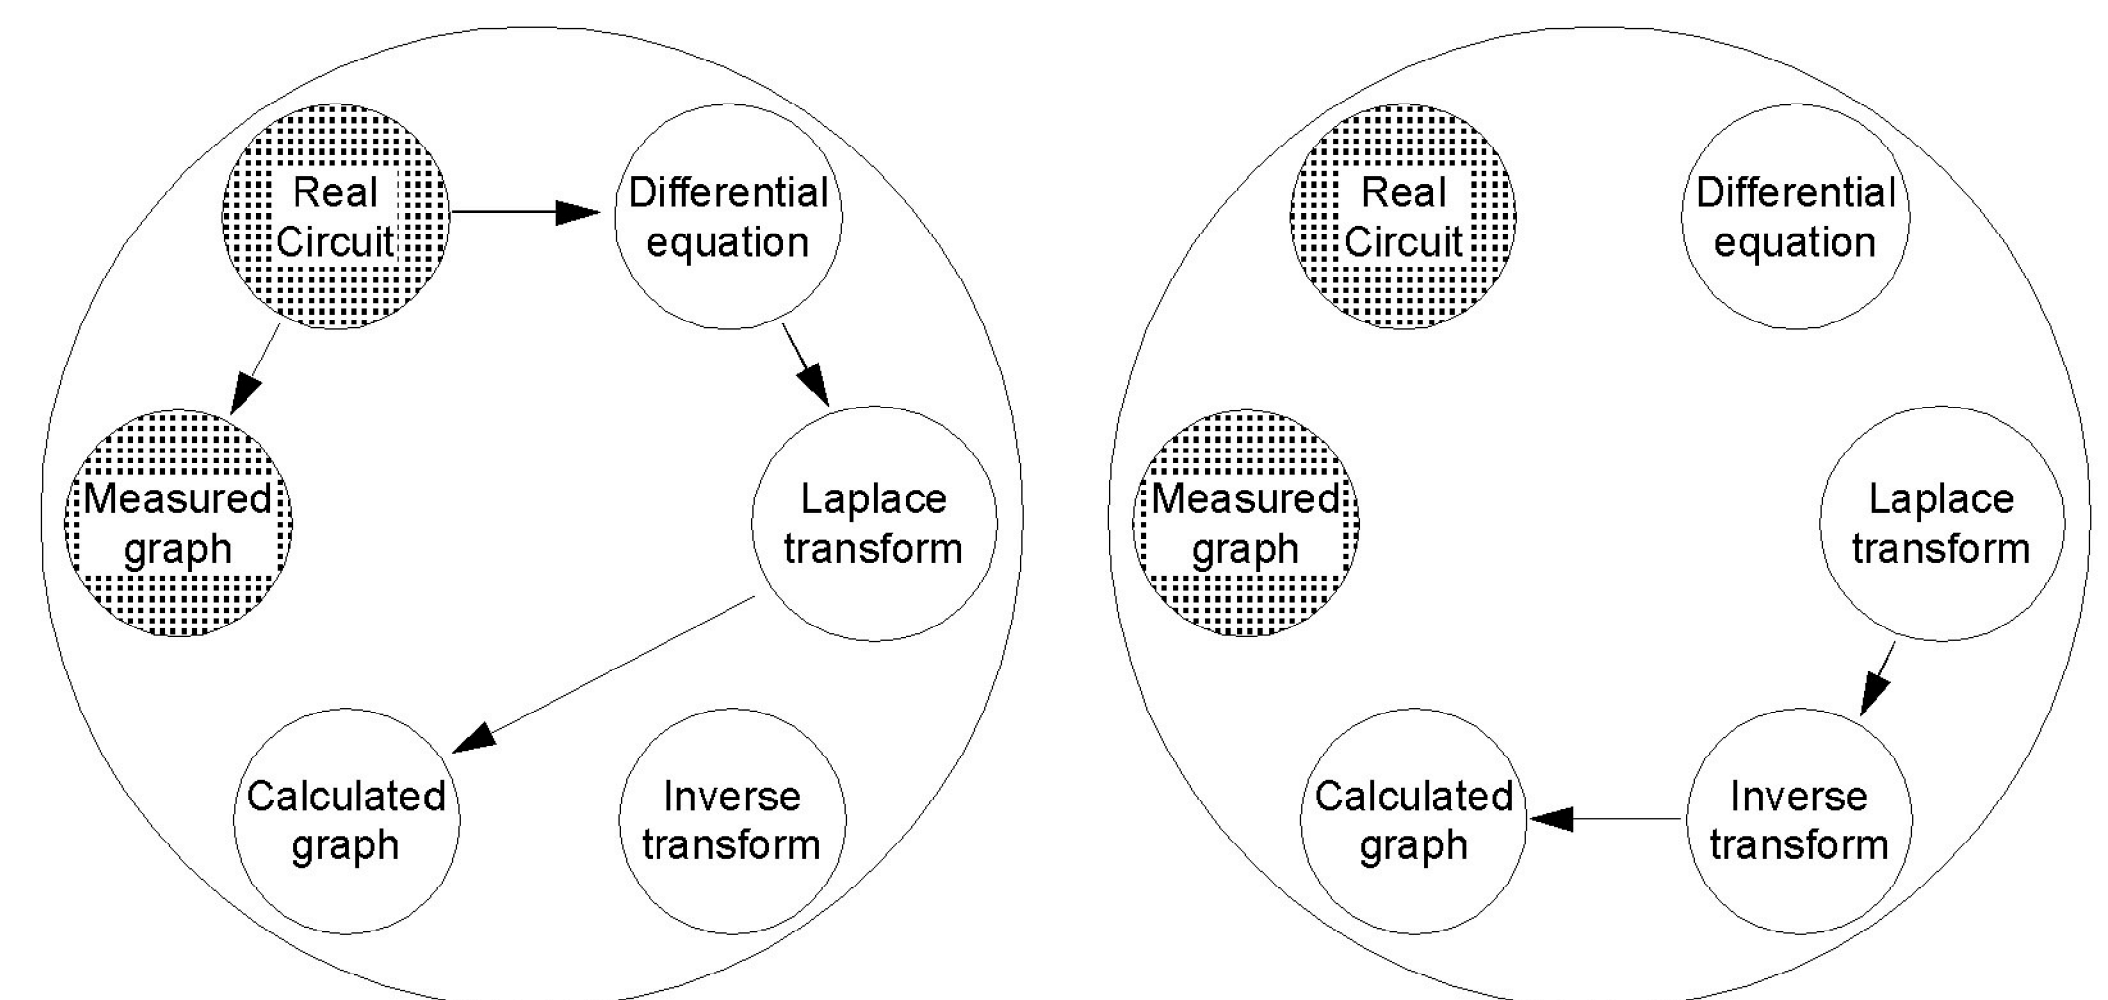 Real
Circuit
Differential
equation
Measured
graph
Laplace
transform
Calculated
graph
Inverse
transform
Real
Circuit
Differential
equation
Measured
graph
Laplace
transform
Calculated
graph
Inverse
transform